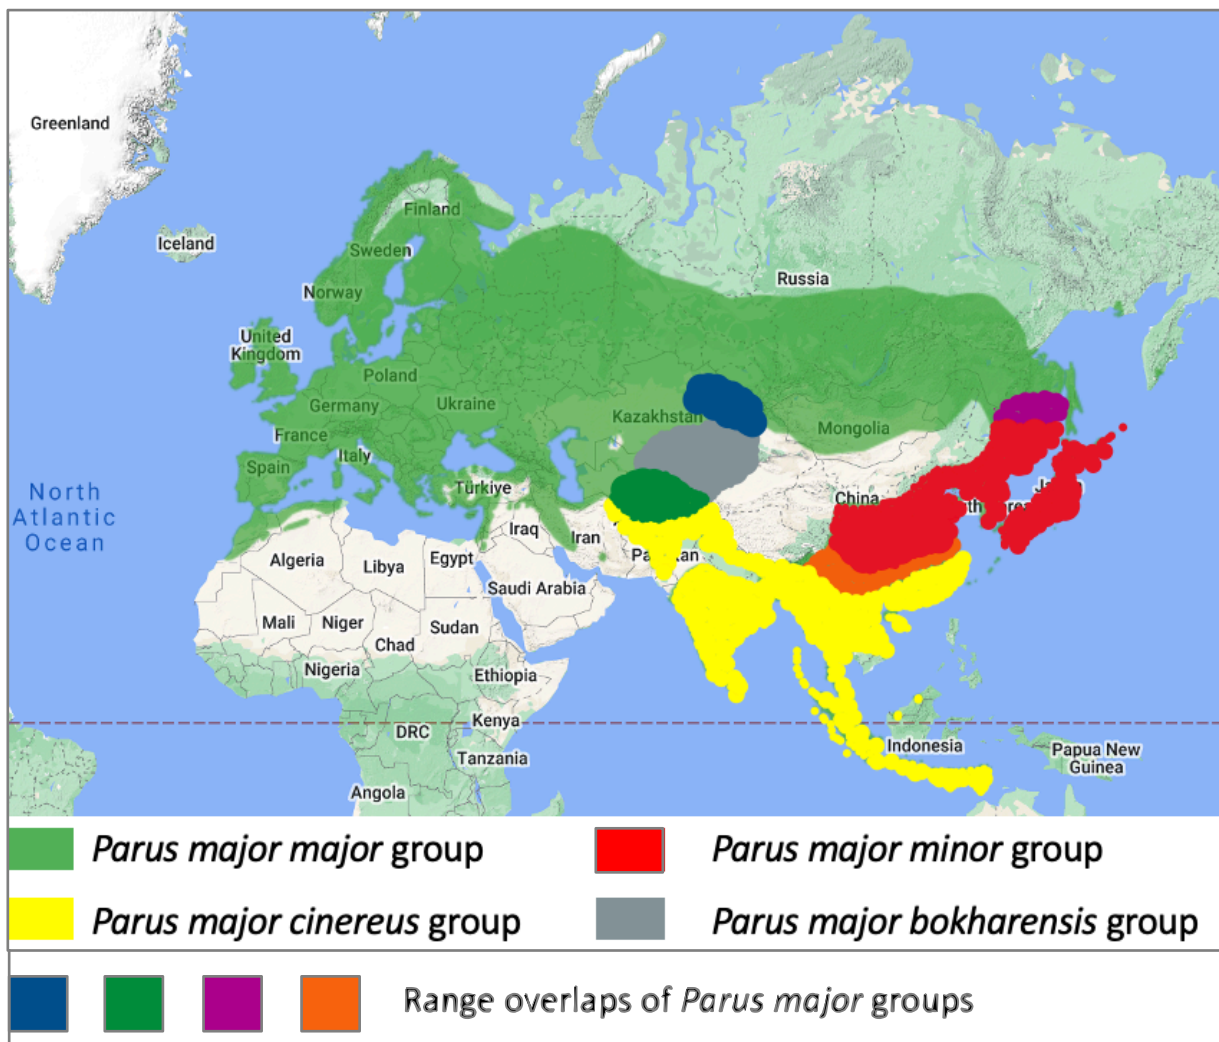 Greenland
Iceland
Finland
Sweden
Norway
Russia
United
Kingdom
Poland
Germany
Ukraine
Kazakhstan
Mongolia
France
Italy
Spain
Türkiye
North
Atlantic
Ocean
China
Iraq
Iran
Algeria
Libya
Egypt
Saudi Arabia
Mali
Niger
Chad
Sudan
Nigeria
Ethiopia
DRC
Kenya
Tanzania
Angola
Indonesia
Papua New
Guinea
Parus major major group
Parus major minor group
Parus major cinereus group
Parus major bokharensis group
Range overlaps of Parus major groups